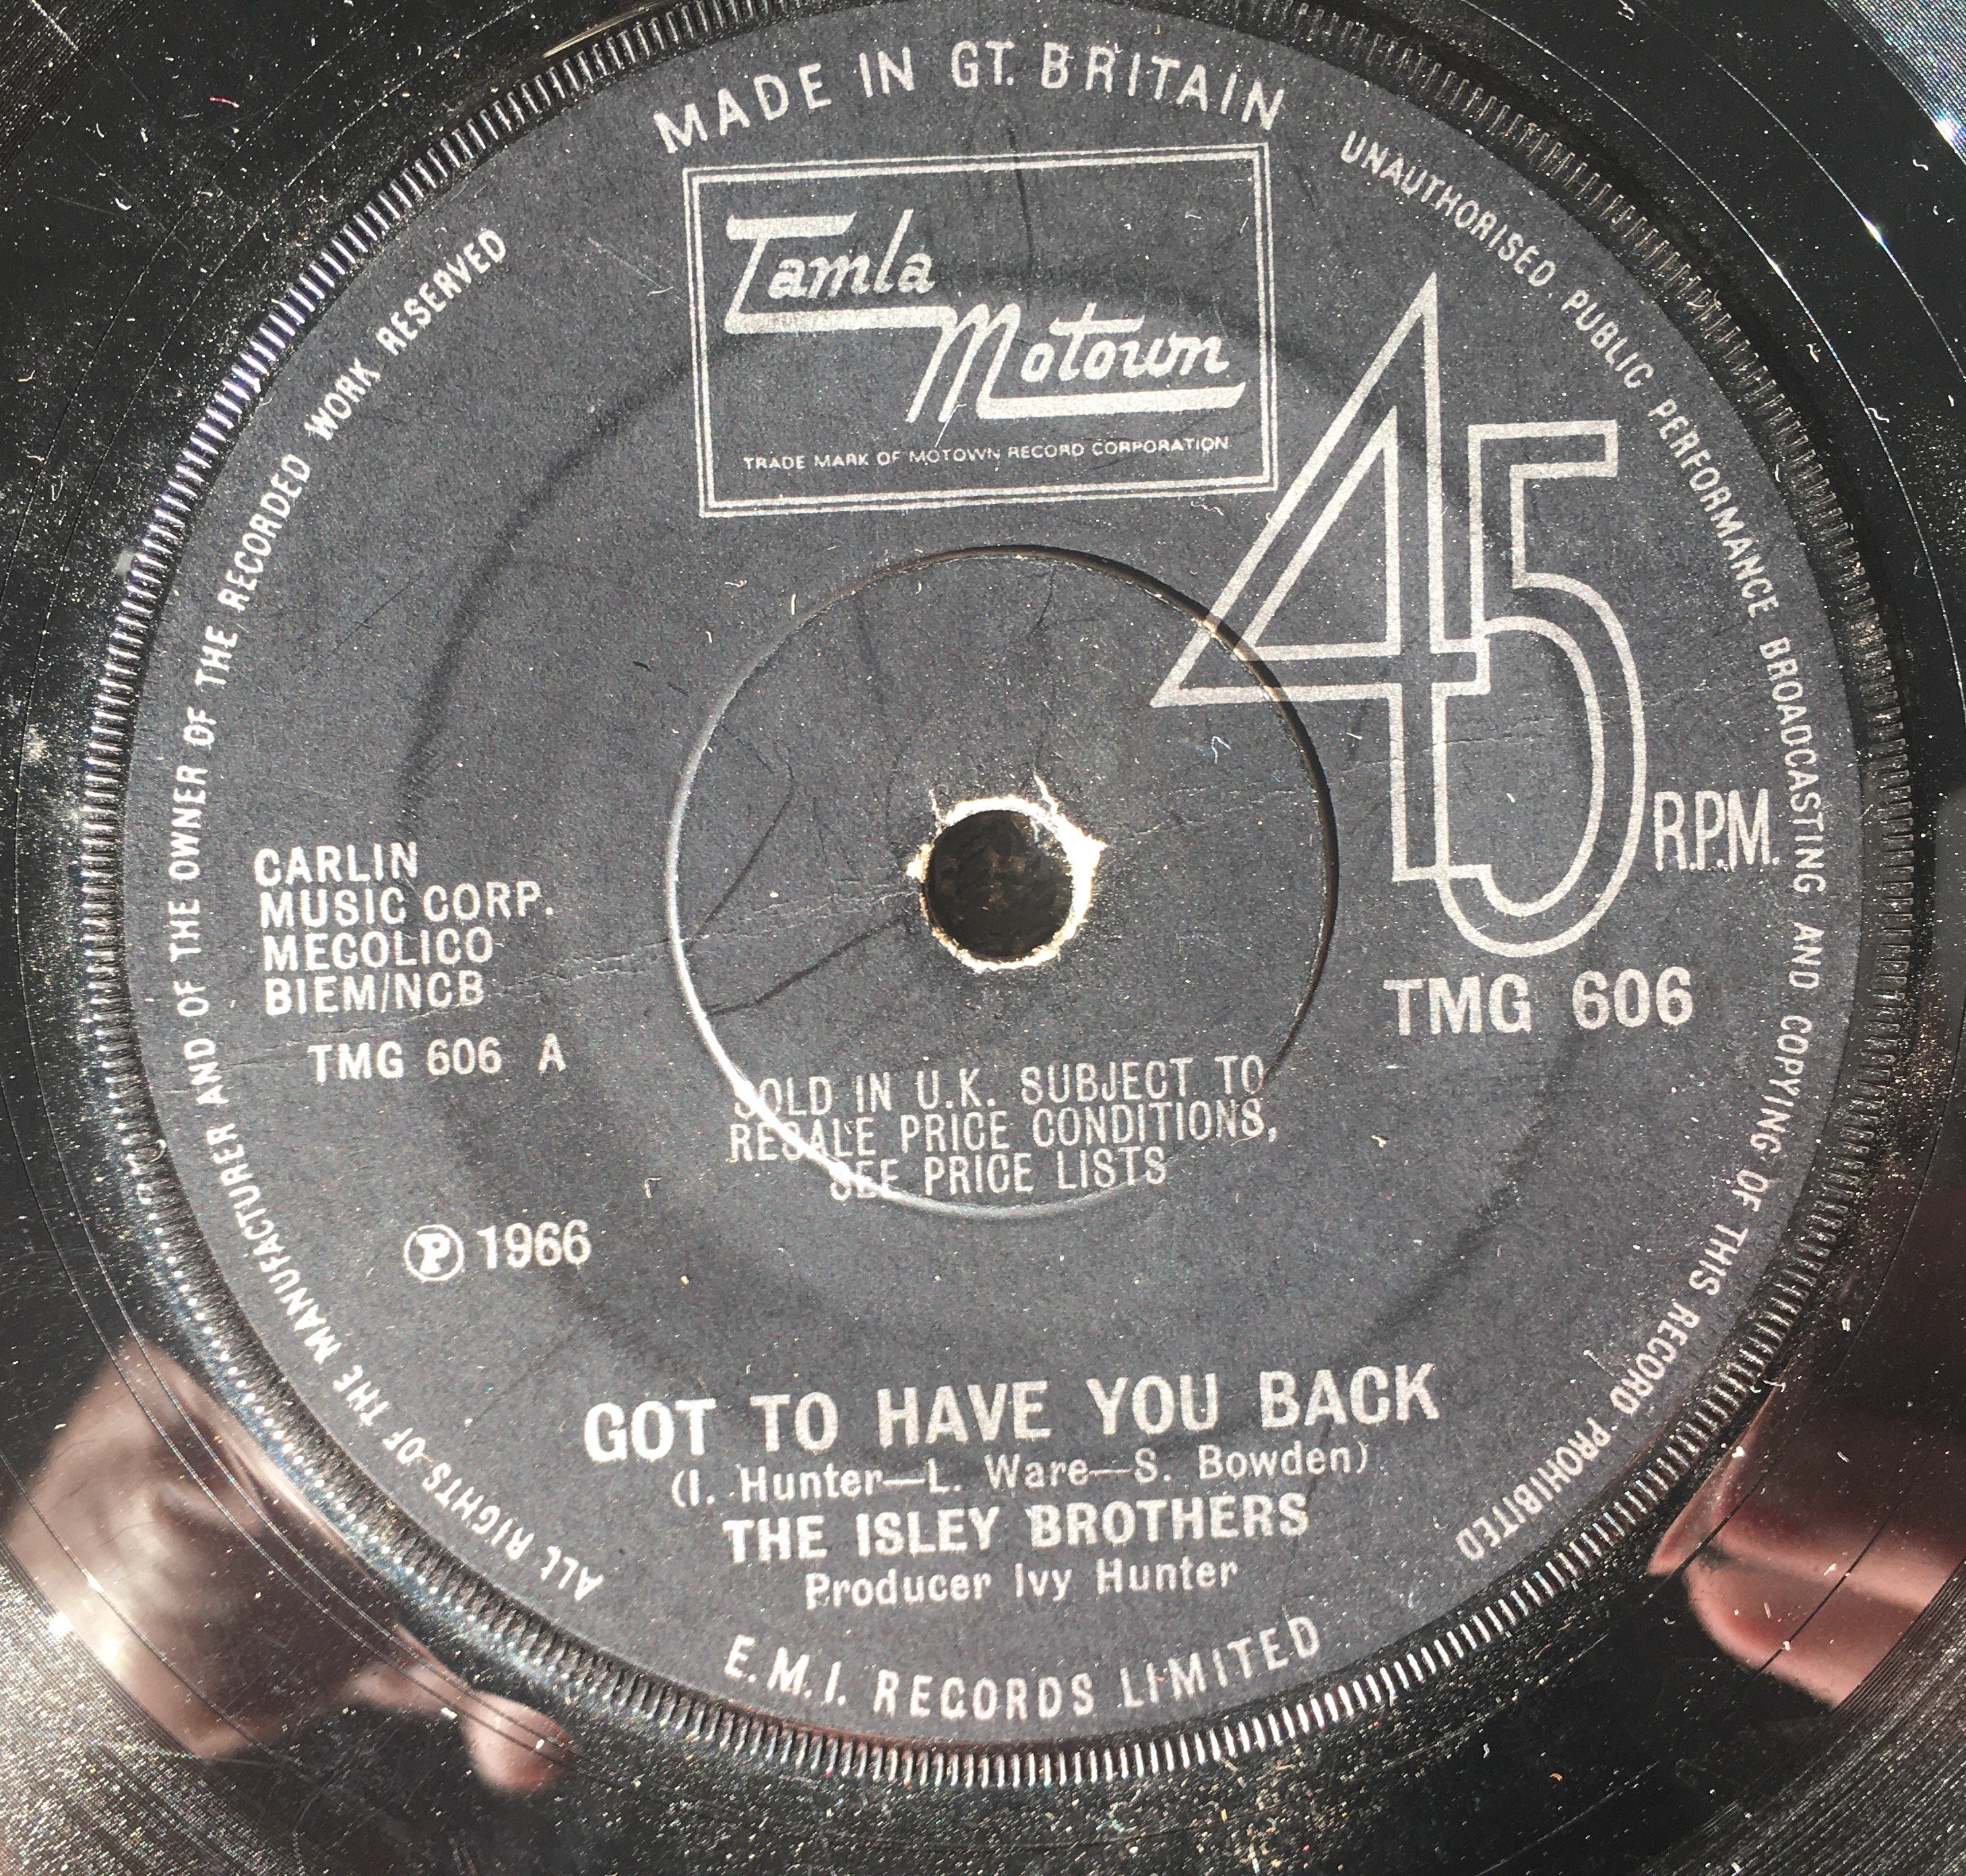 MADE IN GT. BRITAIN
Tamla
Motown
TRADE MARK OF MOTOWN RECORD CORPORATION
45
R.P.M.
TMG 606
CARLIN
MUSIC CORP.
MECOLICO
BIEM/NCB
TMG 606 A
SOLD IN U.K. SUBJECT TO
RESALE PRICE CONDITIONS,
SEE PRICE LISTS
Ⓟ 1966
GOT TO HAVE YOU BACK
(I. Hunter—L. Ware—S. Bowden)
THE ISLEY BROTHERS
Producer Ivy Hunter
E.M.I. RECORDS LIMITED
ALL RIGHTS OF THE MANUFACTURER AND OF THE OWNER OF THE RECORDED WORK RESERVED
UNAUTHORISED PUBLIC PERFORMANCE BROADCASTING AND COPYING OF THIS RECORD PROHIBITED